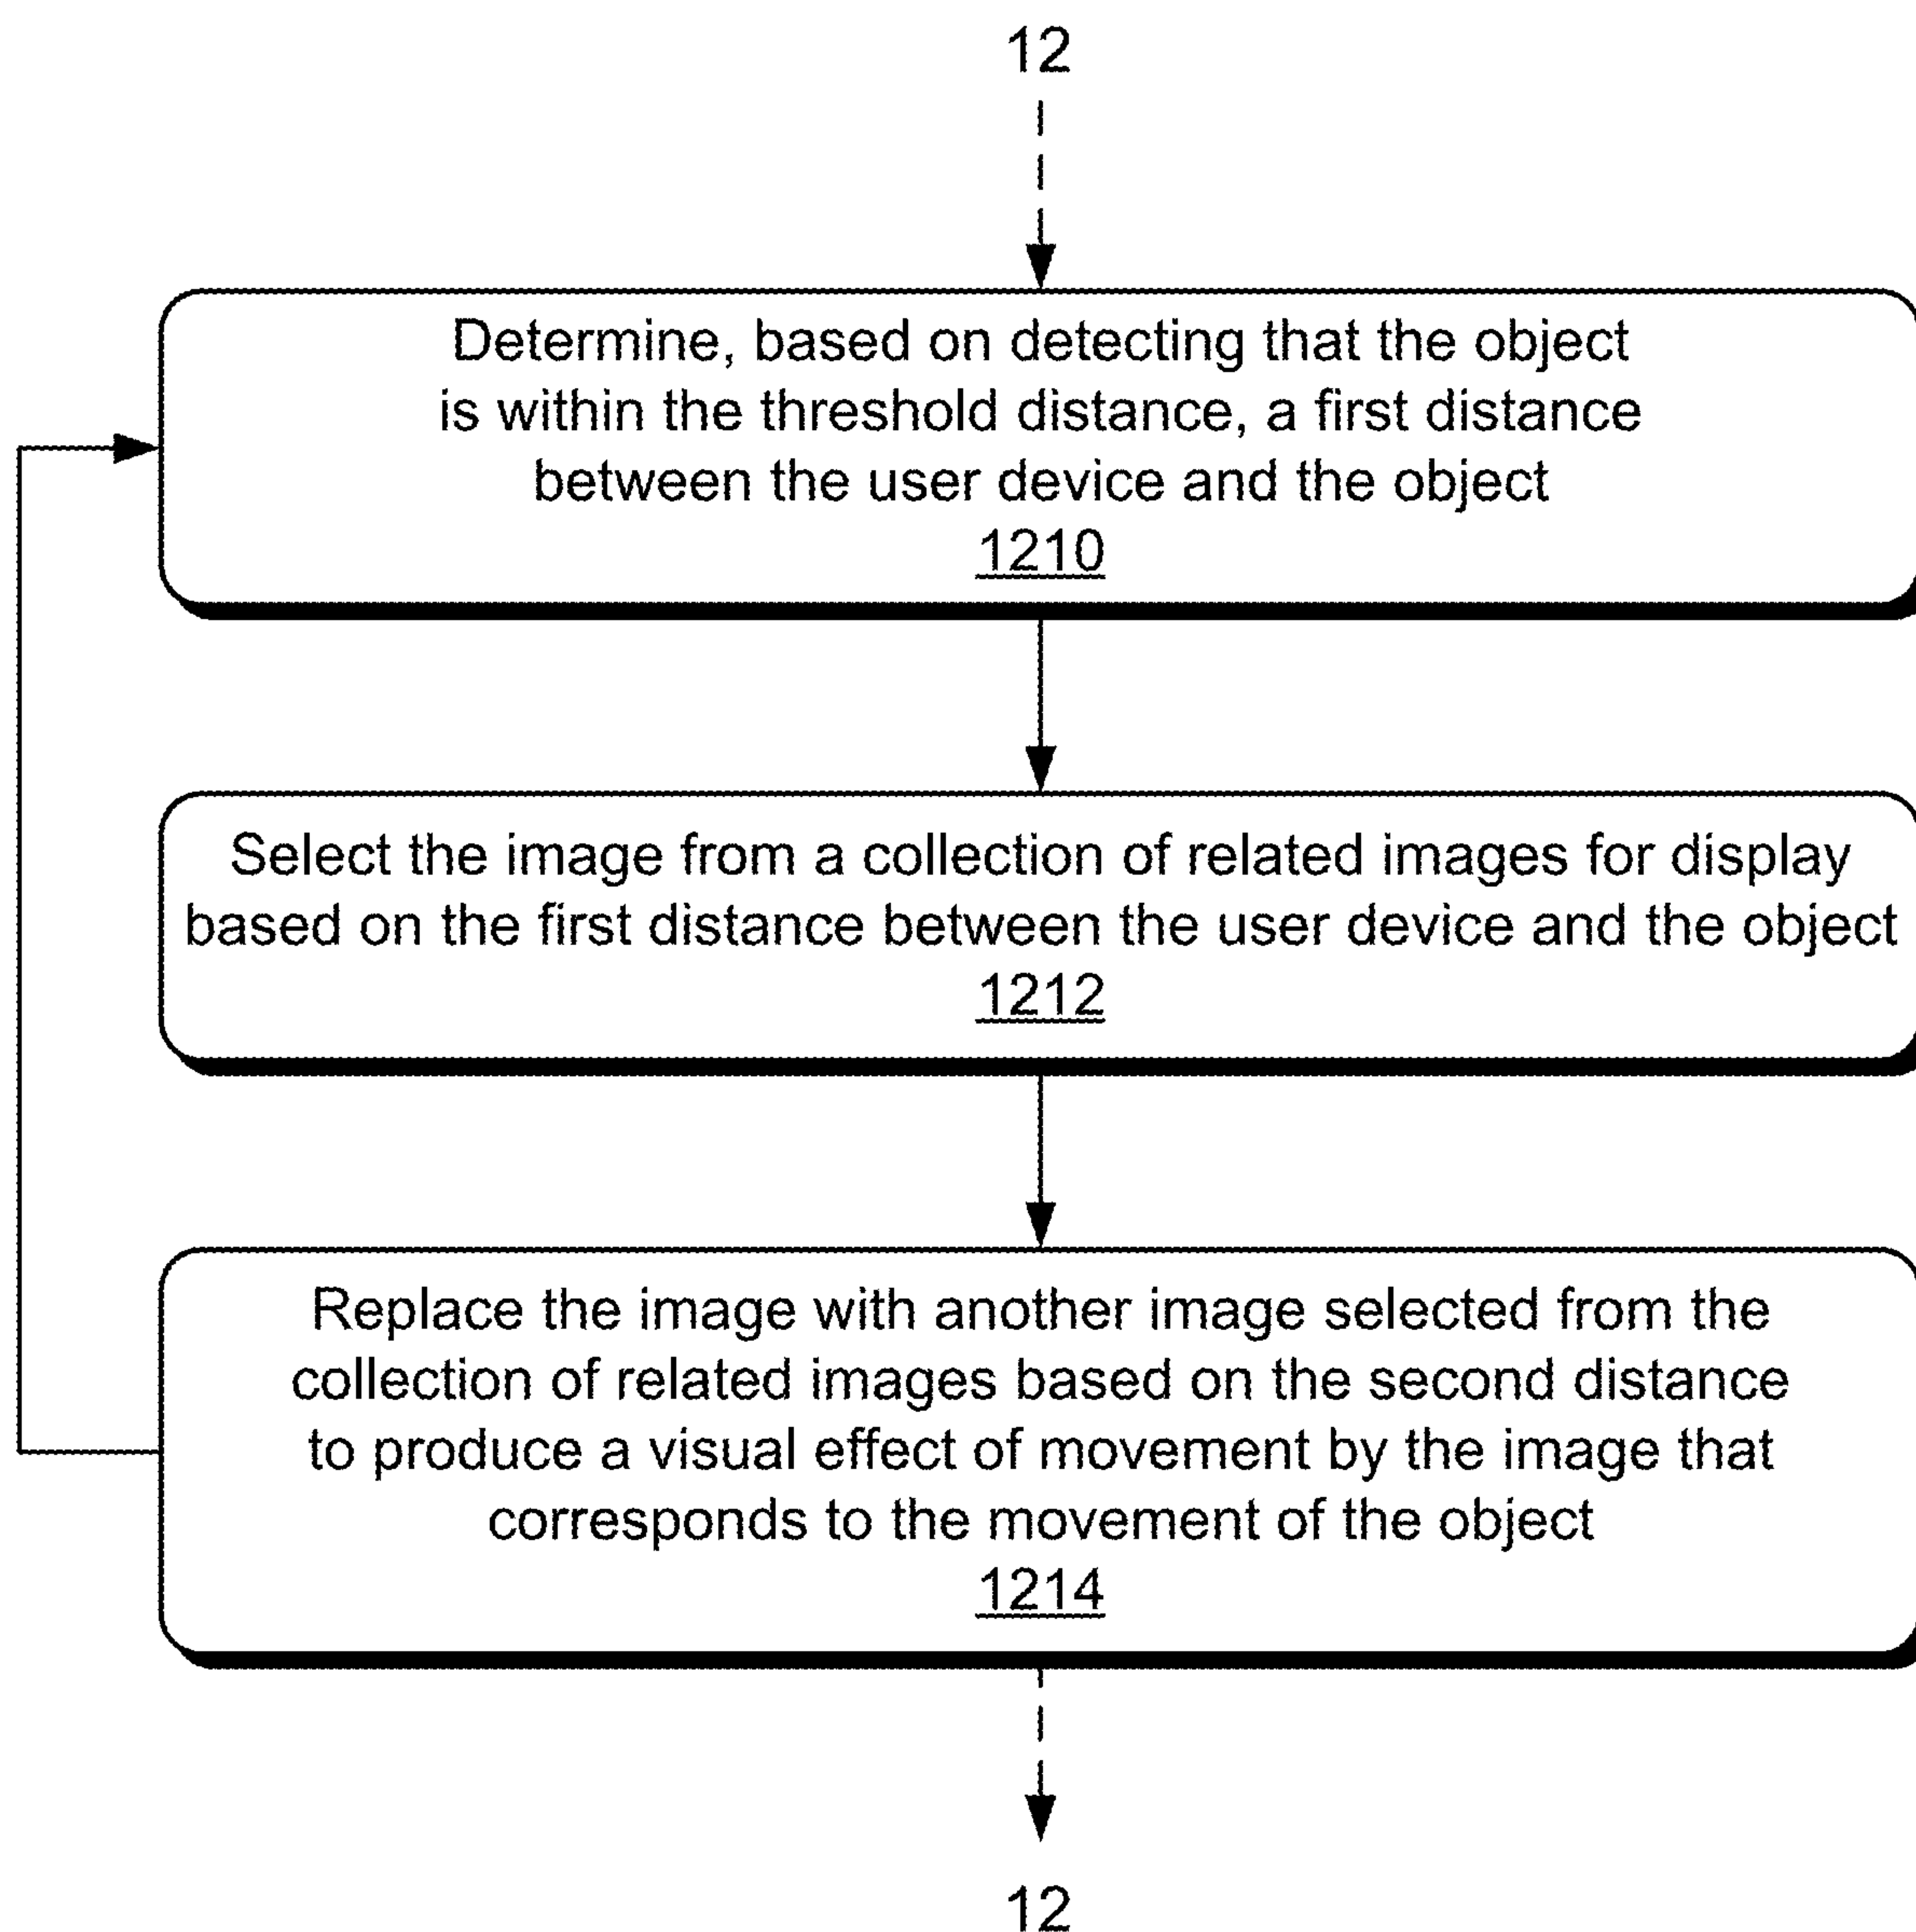 12
Determine, based on detecting that the object
is within the threshold distance, a first distance
between the user device and the object
1210
Select the image from a collection of related images for display
based on the first distance between the user device and the object
1212
Replace the image with another image selected from the
collection of related images based on the second distance
to produce a visual effect of movement by the image that
corresponds to the movement of the object
1214
12